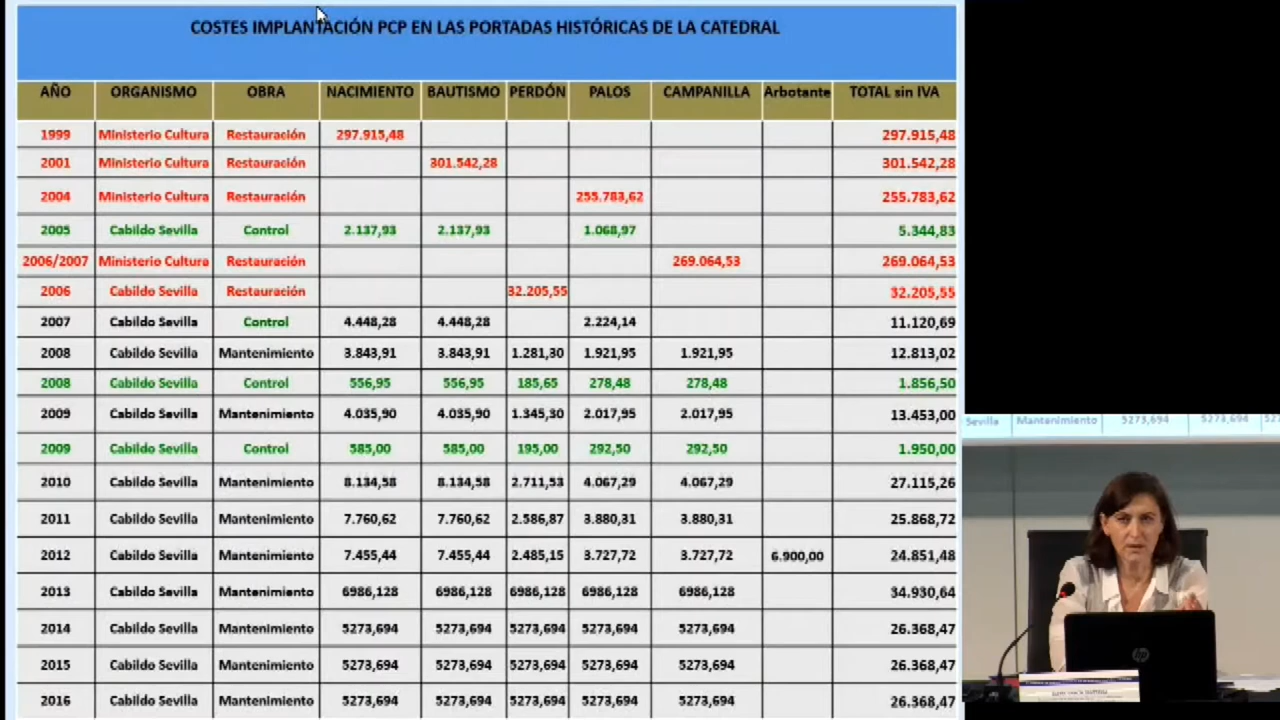 COSTES IMPLANTACIÓN PCP EN LAS PORTADAS HISTÓRICAS DE LA CATEDRAL
AÑO ORGANISMO OBRA NACIMIENTO BAUTISMO PERDÓN PALOS CAMPANILLA Arbotante TOTAL sin IVA
1999 Ministerio Cultura Restauración 297.915,48 297.915,48
2001 Ministerio Cultura Restauración 301.542,28 301.542,28
2004 Ministerio Cultura Restauración 255.783,62 255.783,62
2005 Cabildo Sevilla Control 2.137,93 2.137,93 1.068,97 5.344,83
2006/2007 Ministerio Cultura Restauración 269.064,53 269.064,53
2006 Cabildo Sevilla Restauración 32.205,55 32.205,55
2007 Cabildo Sevilla Control 4.448,28 4.448,28 2.224,14 11.120,69
2008 Cabildo Sevilla Mantenimiento 3.843,91 3.843,91 1.281,30 1.921,95 1.921,95 12.813,02
2008 Cabildo Sevilla Control 556,95 556,95 185,65 278,48 278,48 1.856,50
2009 Cabildo Sevilla Mantenimiento 4.035,90 4.035,90 1.345,30 2.017,95 2.017,95 13.453,00
2009 Cabildo Sevilla Control 585,00 585,00 195,00 292,50 292,50 1.950,00
2010 Cabildo Sevilla Mantenimiento 8.134,58 8.134,58 2.711,53 4.067,29 4.067,29 27.115,26
2011 Cabildo Sevilla Mantenimiento 7.760,62 7.760,62 2.586,87 3.880,31 3.880,31 25.868,72
2012 Cabildo Sevilla Mantenimiento 7.455,44 7.455,44 2.485,15 3.727,72 3.727,72 6.900,00 24.851,48
2013 Cabildo Sevilla Mantenimiento 6986,128 6986,128 6986,128 6986,128 6986,128 34.930,64
2014 Cabildo Sevilla Mantenimiento 5273,694 5273,694 5273,694 5273,694 5273,694 26.368,47
2015 Cabildo Sevilla Mantenimiento 5273,694 5273,694 5273,694 5273,694 5273,694 26.368,47
2016 Cabildo Sevilla Mantenimiento 5273,694 5273,694 5273,694 5273,694 5273,694 26.368,47
Sevilla Mantenimiento 5273,694 5273,694
hp